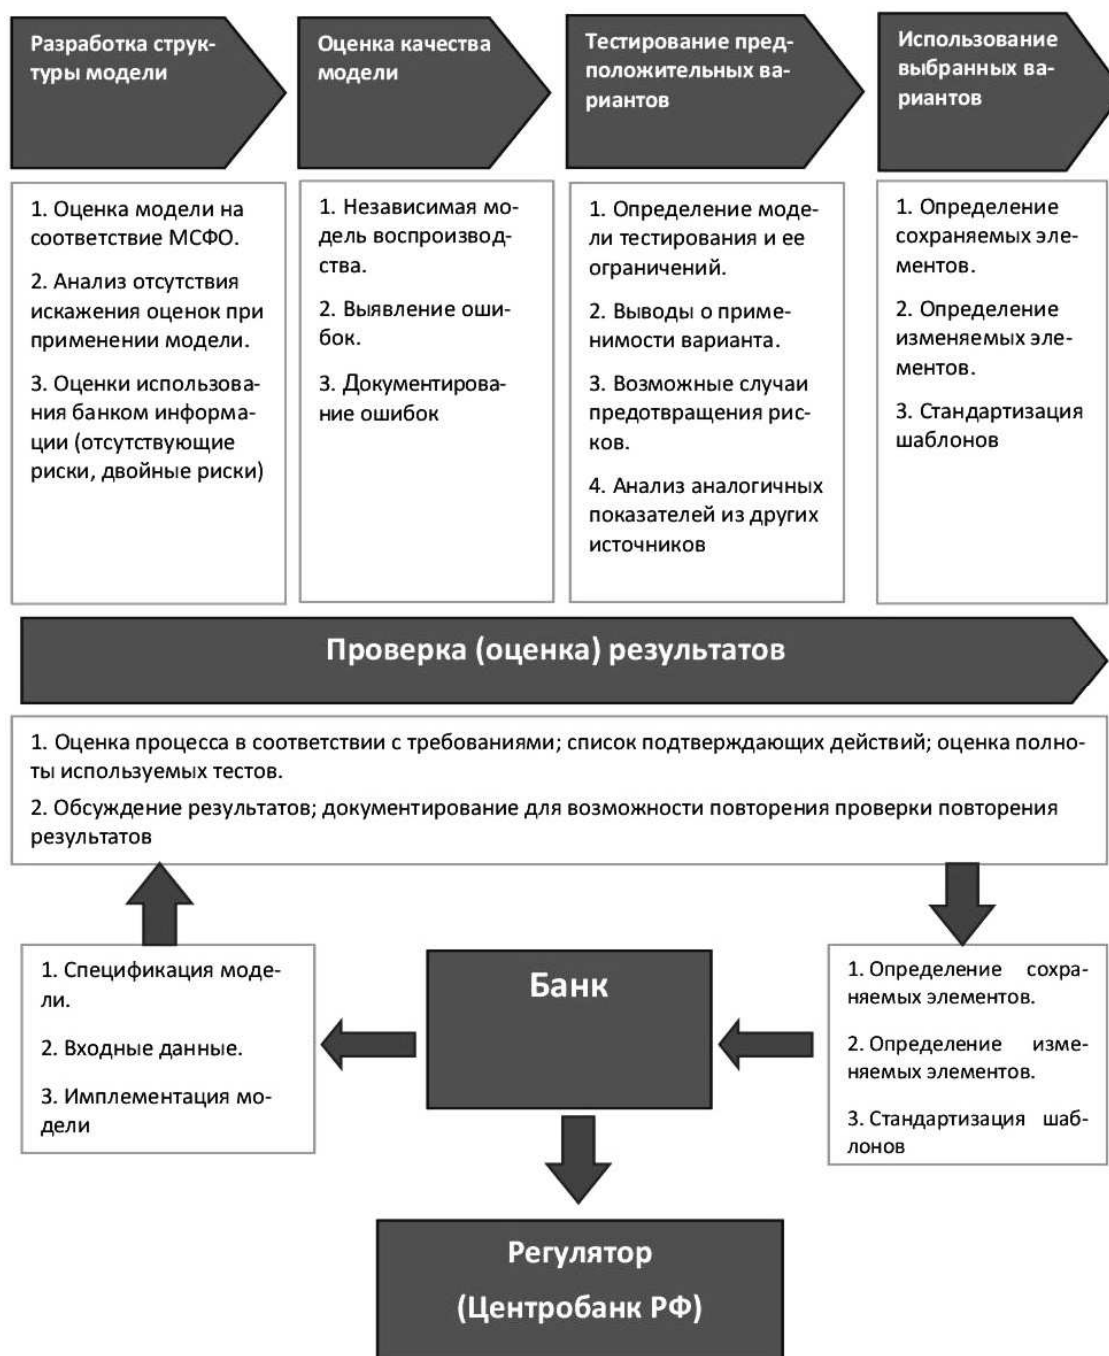 Разработка струк-
туры модели
Оценка качества
модели
Тестирование пред-
положительных ва-
риантов
Использование
выбранных ва-
риантов
1. Оценка модели на
соответствие МСФО.
2. Анализ отсутствия
искажения оценок при
применении модели.
3. Оценки использова-
ния банком информа-
ции (отсутствующие
риски, двойные риски)
1. Независимая мо-
дель воспроизводс-
тва.
2. Выявление оши-
бок.
3. Документирова-
ние ошибок
1. Определение моде-
ли тестирования и ее
ограничений.
2. Выводы о приме-
нимости варианта.
3. Возможные случаи
предотвращения рис-
ков.
4. Анализ аналогичных
показателей из других
источников
1. Определение
сохраняемых эле-
ментов.
2. Определение
изменяемых эле-
ментов.
3. Стандартизация
шаблонов
Проверка (оценка) результатов
1. Оценка процесса в соответствии с требованиями; список подтверждающих действий; оценка полно-
ты используемых тестов.
2. Обсуждение результатов; документирование для возможности повторения проверки повторения
результатов
1. Спецификация моде-
ли.
2. Входные данные.
3. Имплементация мо-
дели
Банк
1. Определение сохра-
няемых элементов.
2. Определение изме-
няемых элементов.
3. Стандартизация шаб-
лонов
Регулятор
(Центробанк РФ)